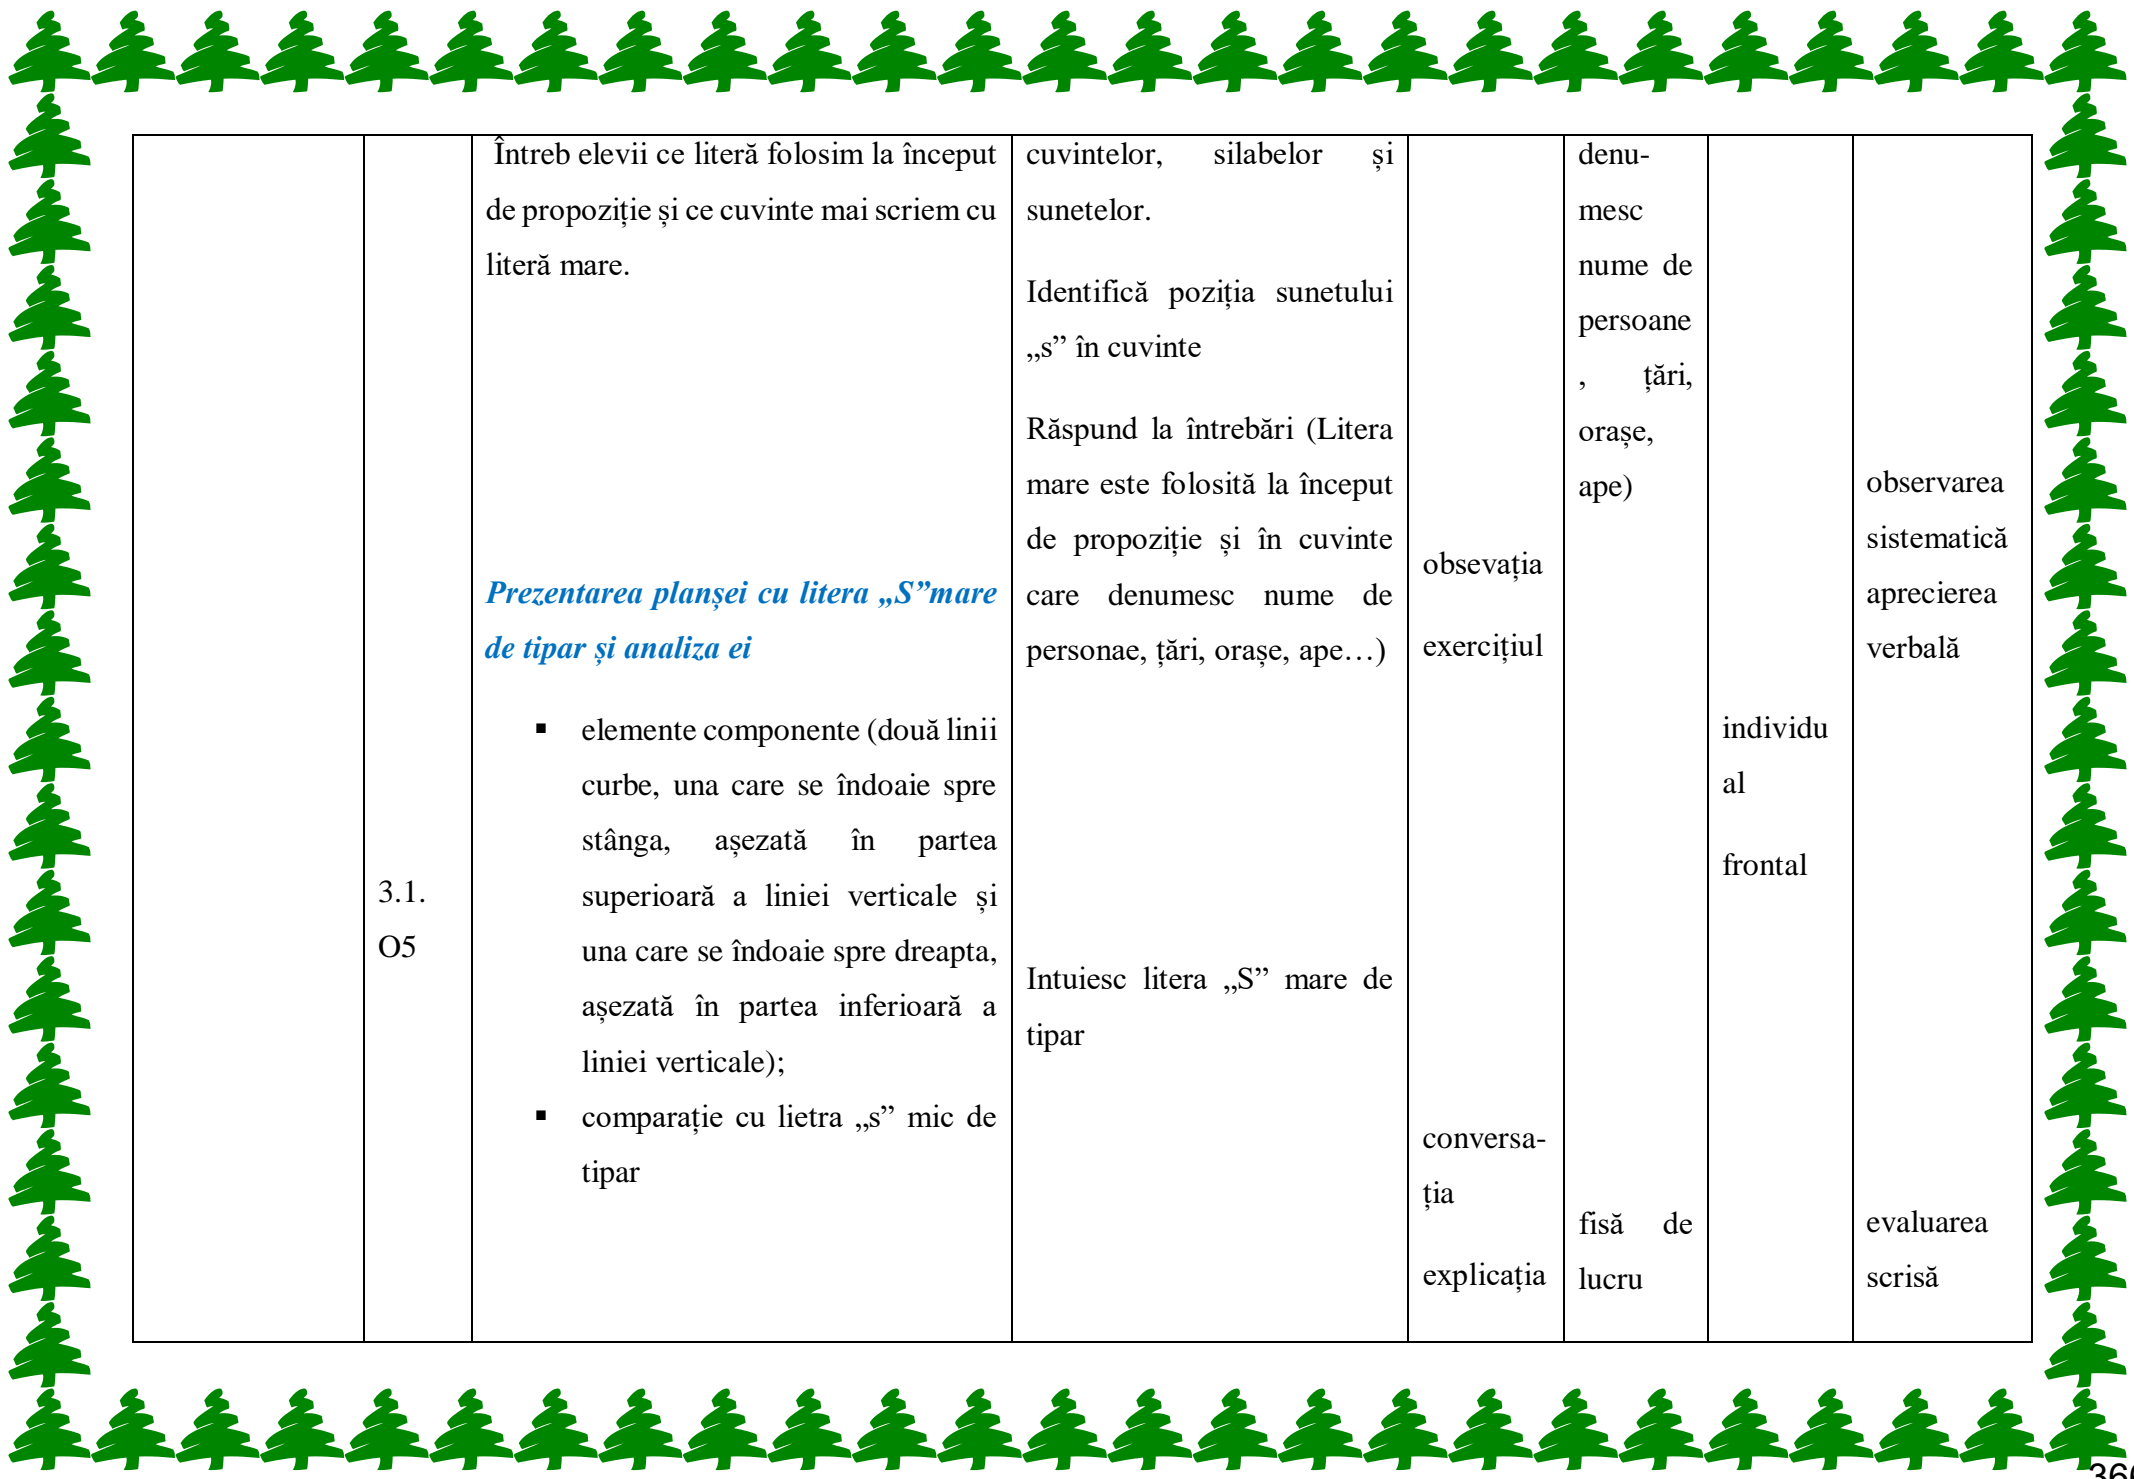 3.1.
O5
Întreb elevii ce literă folosim la început
de propoziție și ce cuvinte mai scriem cu
literă mare.
Prezentarea planșei cu litera „S”mare
de tipar și analiza ei
▪ elemente componente (două linii
curbe, una care se îndoaie spre
stânga, așezată în partea
superioară a liniei verticale și
una care se îndoaie spre dreapta,
așezată în partea inferioară a
liniei verticale);
▪ comparație cu lietra „s” mic de
tipar
cuvintelor, silabelor și
sunetelor.
Identifică poziția sunetului
„s” în cuvinte
Răspund la întrebări (Litera
mare este folosită la început
de propoziție și în cuvinte
care denumesc nume de
personae, țări, orașe, ape…)
Intuiesc litera „S” mare de
tipar
obsevația
exercițiul
conversa-
ția
explicația
denu-
mesc
nume de
persoane
, țări,
orașe,
ape)
fisă de
lucru
individu
al
frontal
observarea
sistematică
aprecierea
verbală
evaluarea
scrisă